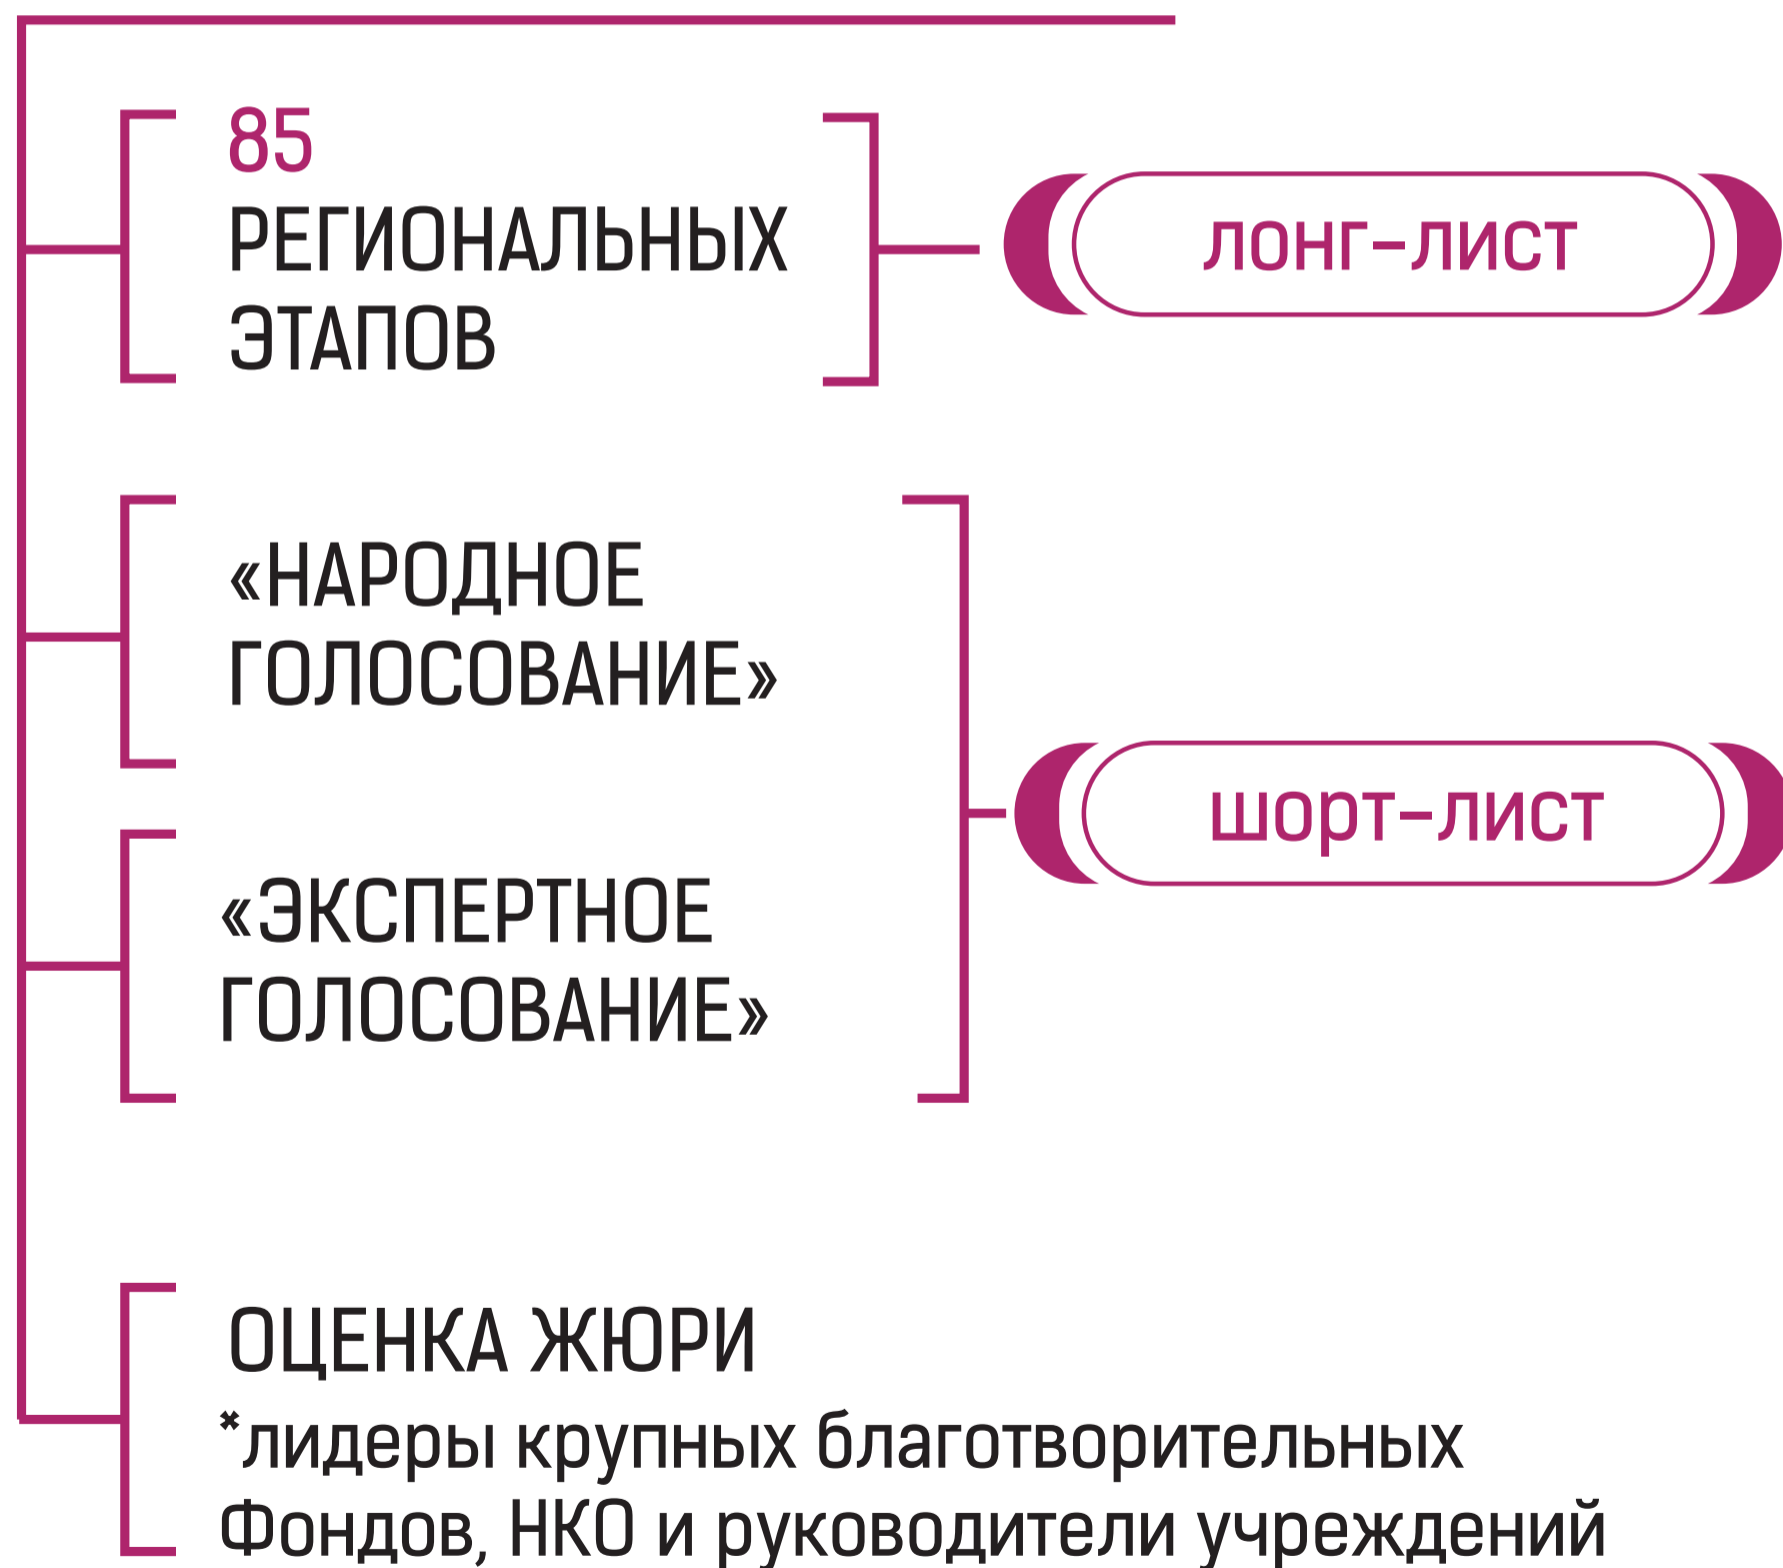 85
РЕГИОНАЛЬНЫХ
ЭТАПОВ
ЛОНГ-ЛИСТ
«НАРОДНОЕ
ГОЛОСОВАНИЕ»
ШОРТ-ЛИСТ
«ЭКСПЕРТНОЕ
ГОЛОСОВАНИЕ»
ОЦЕНКА ЖЮРИ
*лидеры крупных благотворительных
Фондов, НКО и руководители учреждений